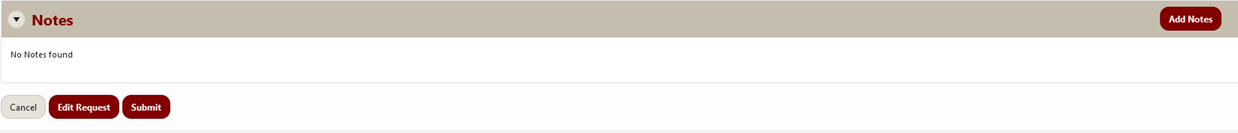 Notes Add Notes
No Notes found
Cancel Edit Request Submit